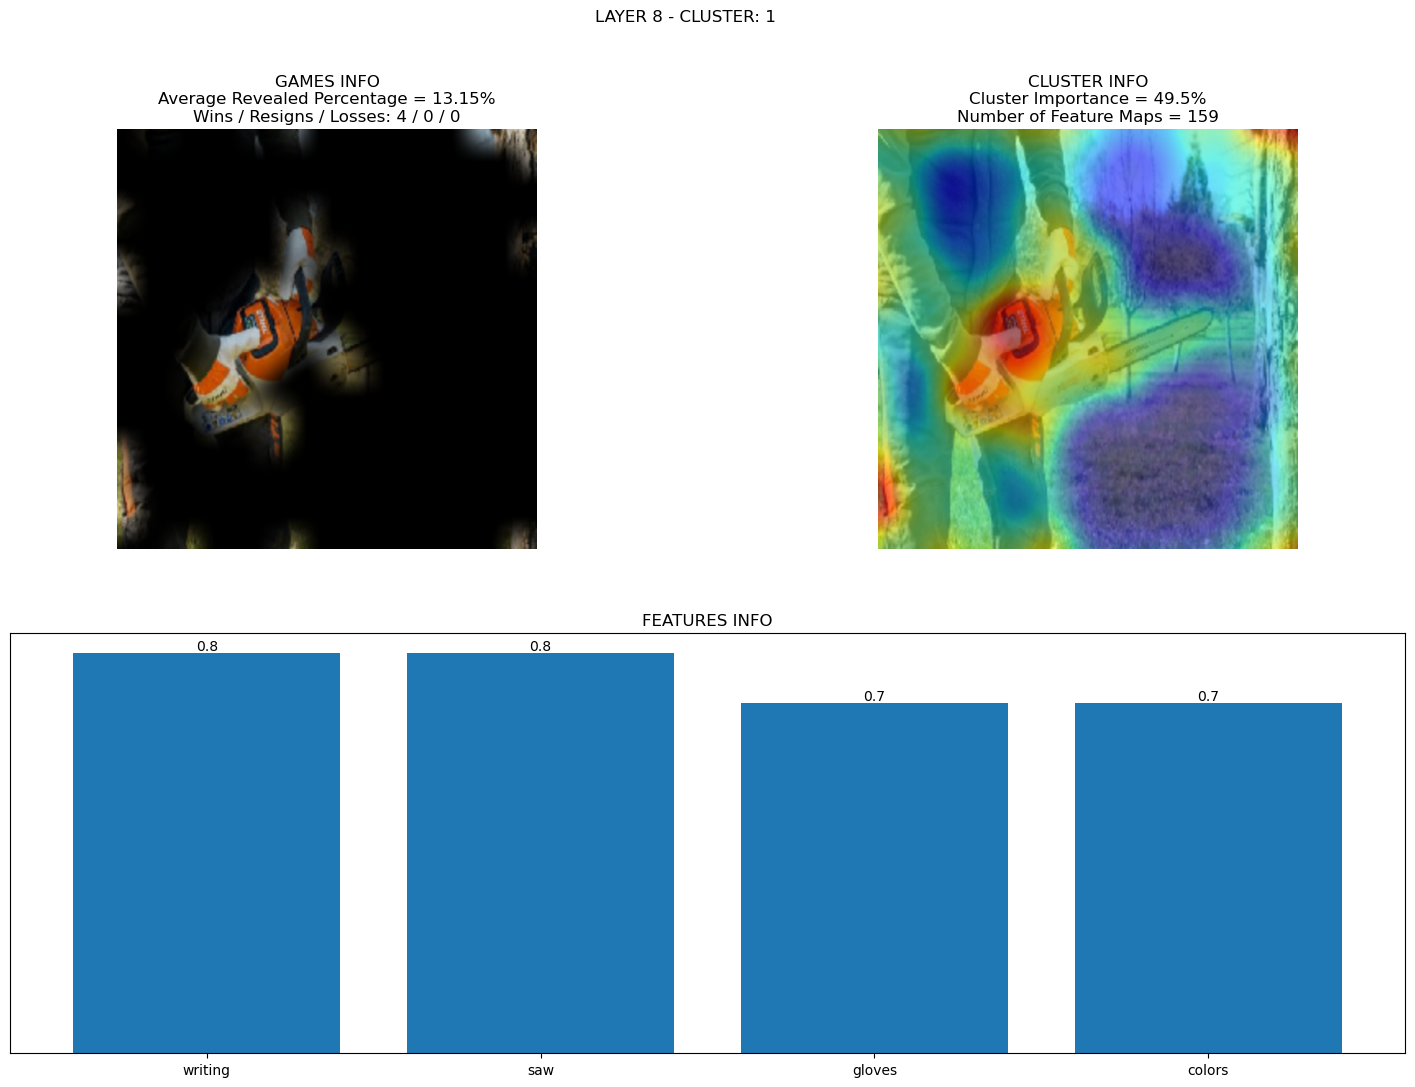 LAYER 8 - CLUSTER: 1
GAMES INFO
Average Revealed Percentage = 13.15%
Wins / Resigns / Losses: 4 / 0 / 0
CLUSTER INFO
Cluster Importance = 49.5%
Number of Feature Maps = 159
FEATURES INFO
0.8
0.8
0.7
0.7
writing
saw
gloves
colors